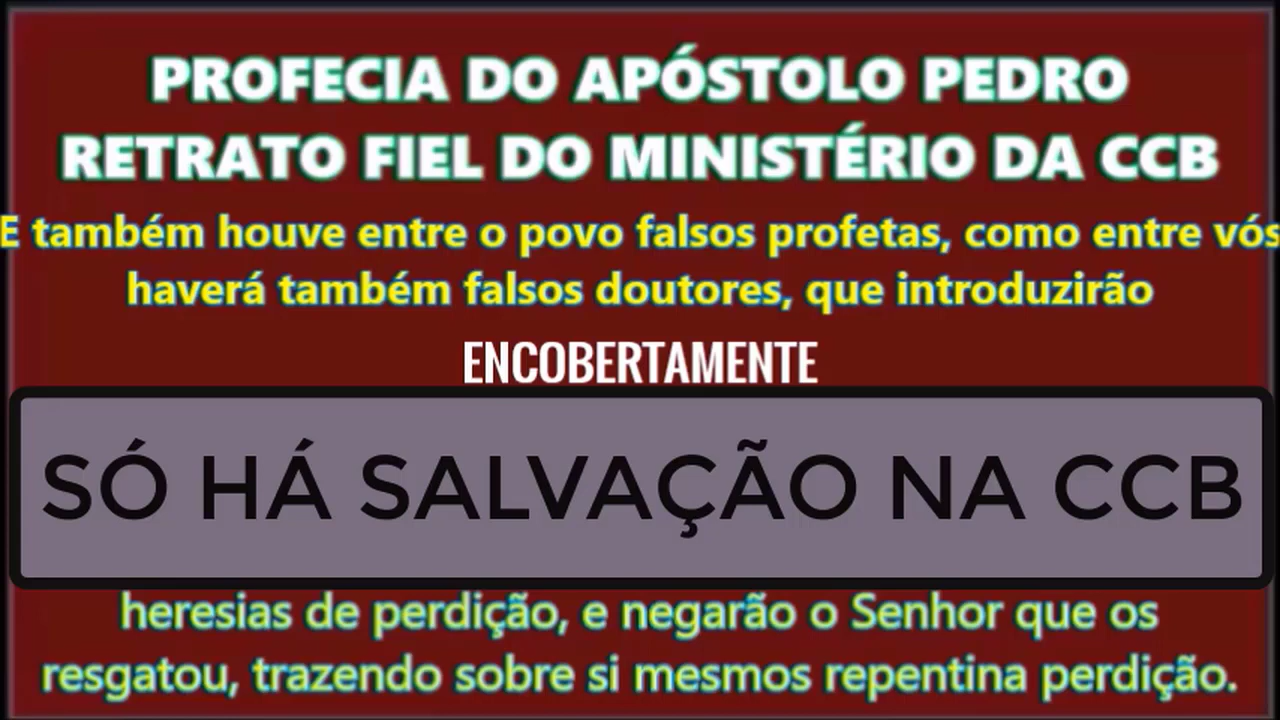 PROFECIA DO APÓSTOLO PEDRO
RETRATO FIEL DO MINISTÉRIO DA CCB
E também houve entre o povo falsos profetas, como entre vós
haverá também falsos doutores, que introduzirão
ENCOBERTAMENTE
SÓ HÁ SALVAÇÃO NA CCB
heresias de perdição, e negarão o Senhor que os
resgatou, trazendo sobre si mesmos repentina perdição.